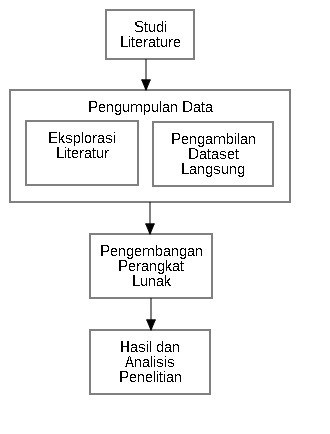 Studi
Literature
Pengumpulan Data
Eksplorasi
Literatur
Pengambilan
Dataset
Langsung
Pengembangan
Perangkat
Lunak
Hasil dan
Analisis
Penelitian